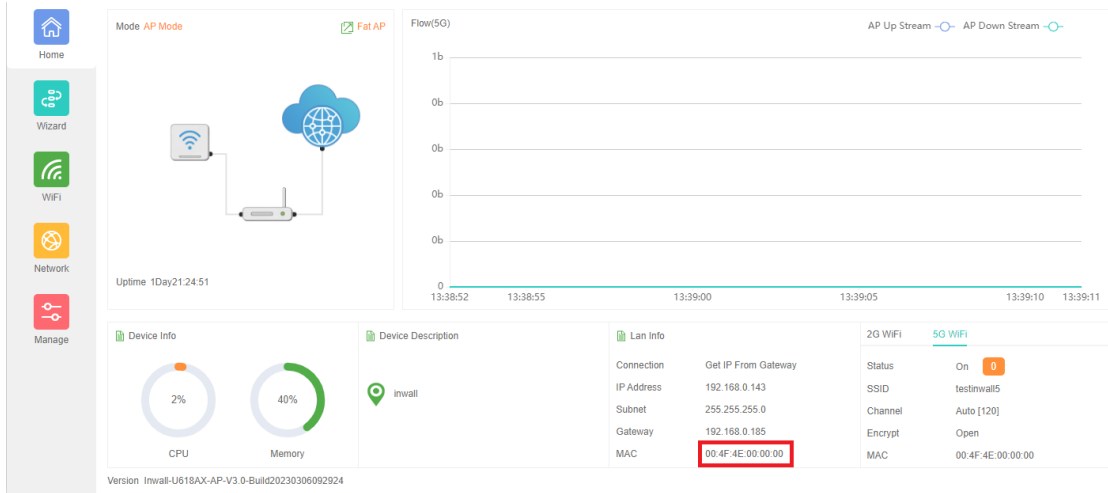 Home
Wizard
WiFi
Network
Manage
Mode AP Mode
Fat AP
Uptime 1Day21:24:51
Flow(5G)
AP Up Stream
AP Down Stream
1b
0b
0b
0b
0b
0
13:38:52 13:38:55 13:39:00 13:39:05 13:39:10 13:39:11
Device Info
2%
40%
CPU Memory
Device Description
inwall
Lan Info
Connection Get IP From Gateway
IP Address 192.168.0.143
Subnet 255.255.255.0
Gateway 192.168.0.185
MAC 00:4F:4E:00:00:00
2G WiFi 5G WiFi
Status On 0
SSID testinwall5
Channel Auto [120]
Encrypt Open
MAC 00:4F:4E:00:00:00
Version Inwall-U618AX-AP-V3.0-Build20230306092924